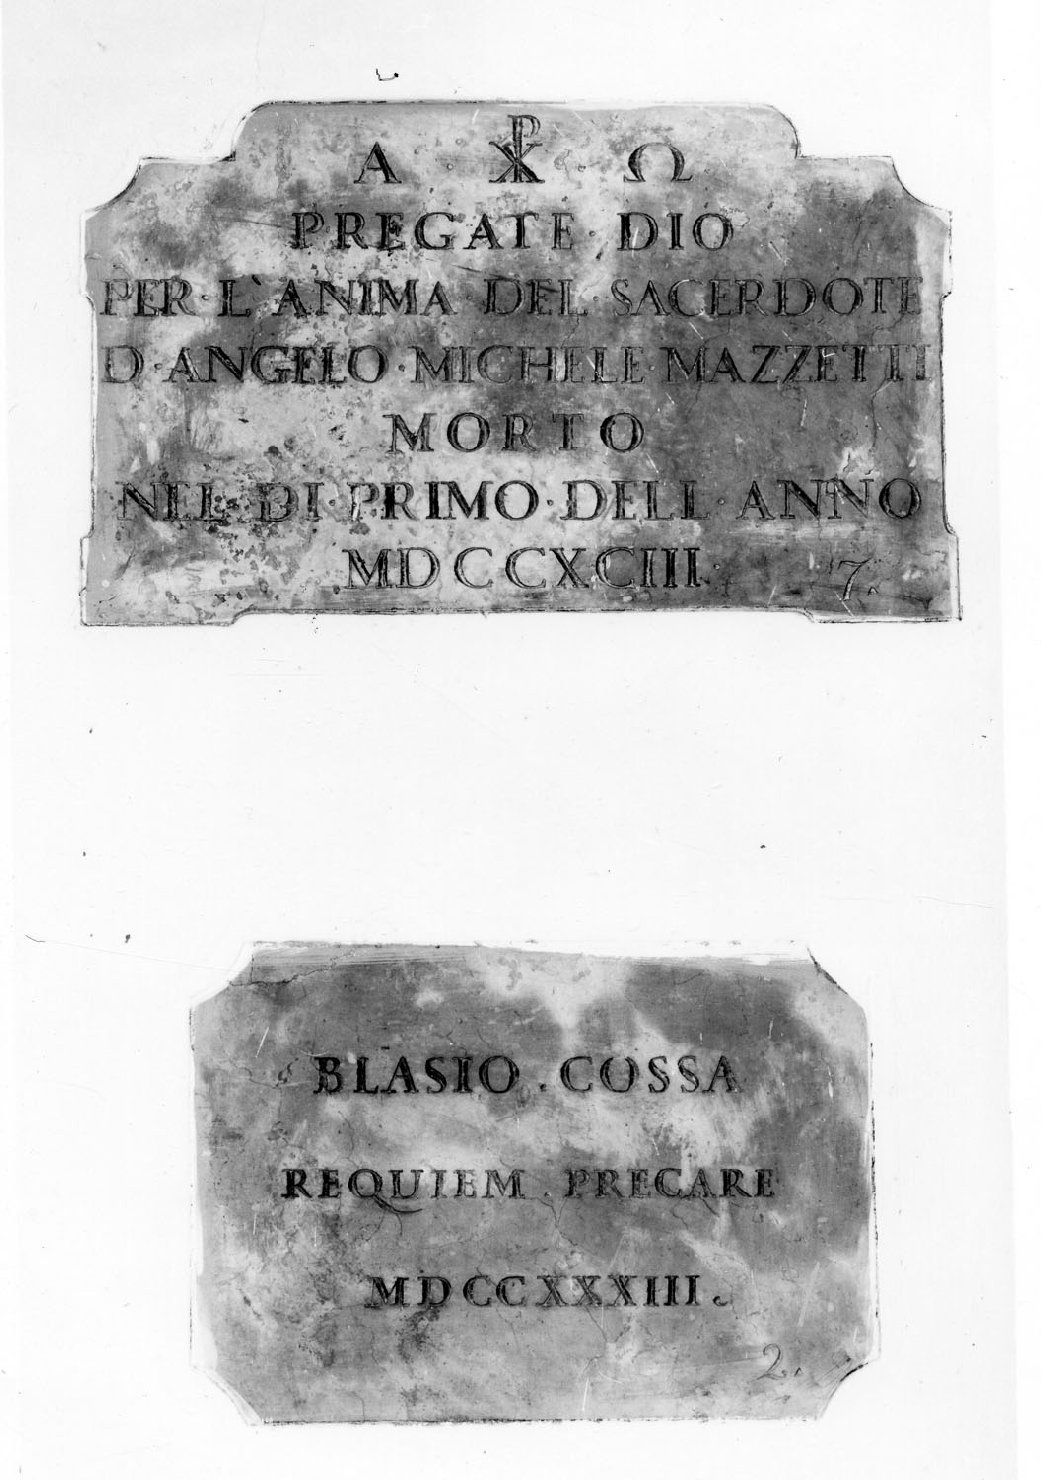 A · ☧ · Ω
PREGATE · DIO
PER · L'ANIMA · DEL · SACERDOTE
D · ANGELO · MICHELE · MAZZETTI
MORTO
NEL · DI · PRIMO · DELL · ANNO
MDCCXCIII · 7.
BLASIO · COSSA
REQUIEM · PRECARE
MDCCXXXIII.
2.